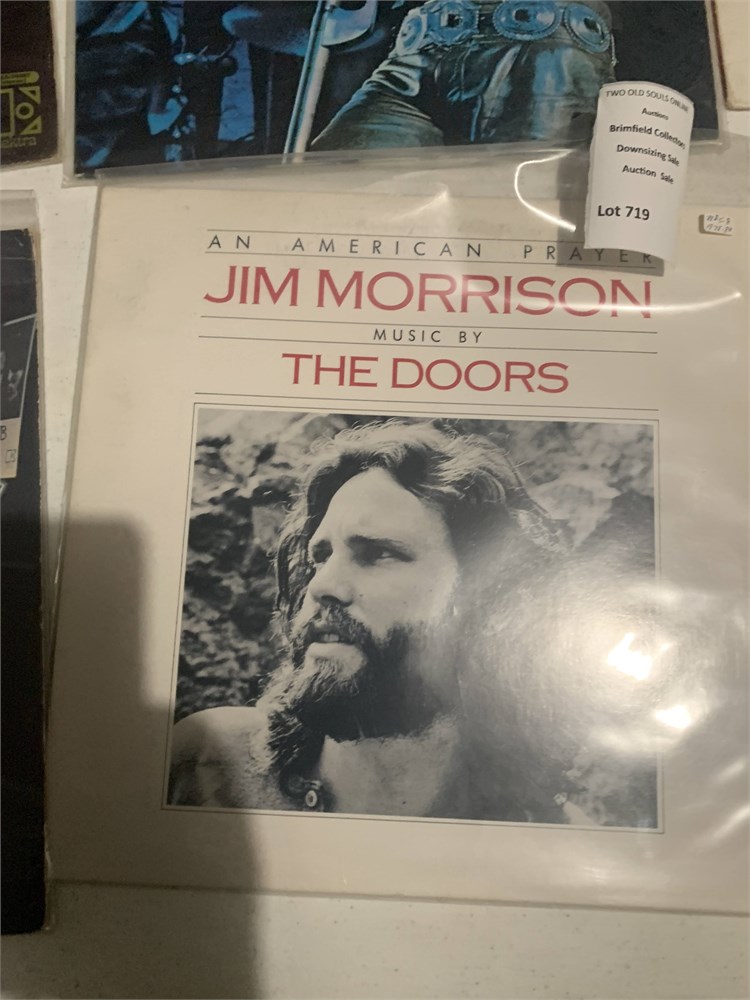 TWO OLD SOULS ONLINE
Auctions
Brimfield Collectors
Downsizing Sale
Auction Sale
Lot 719
AN AMERICAN PRAYER
JIM MORRISON
MUSIC BY
THE DOORS